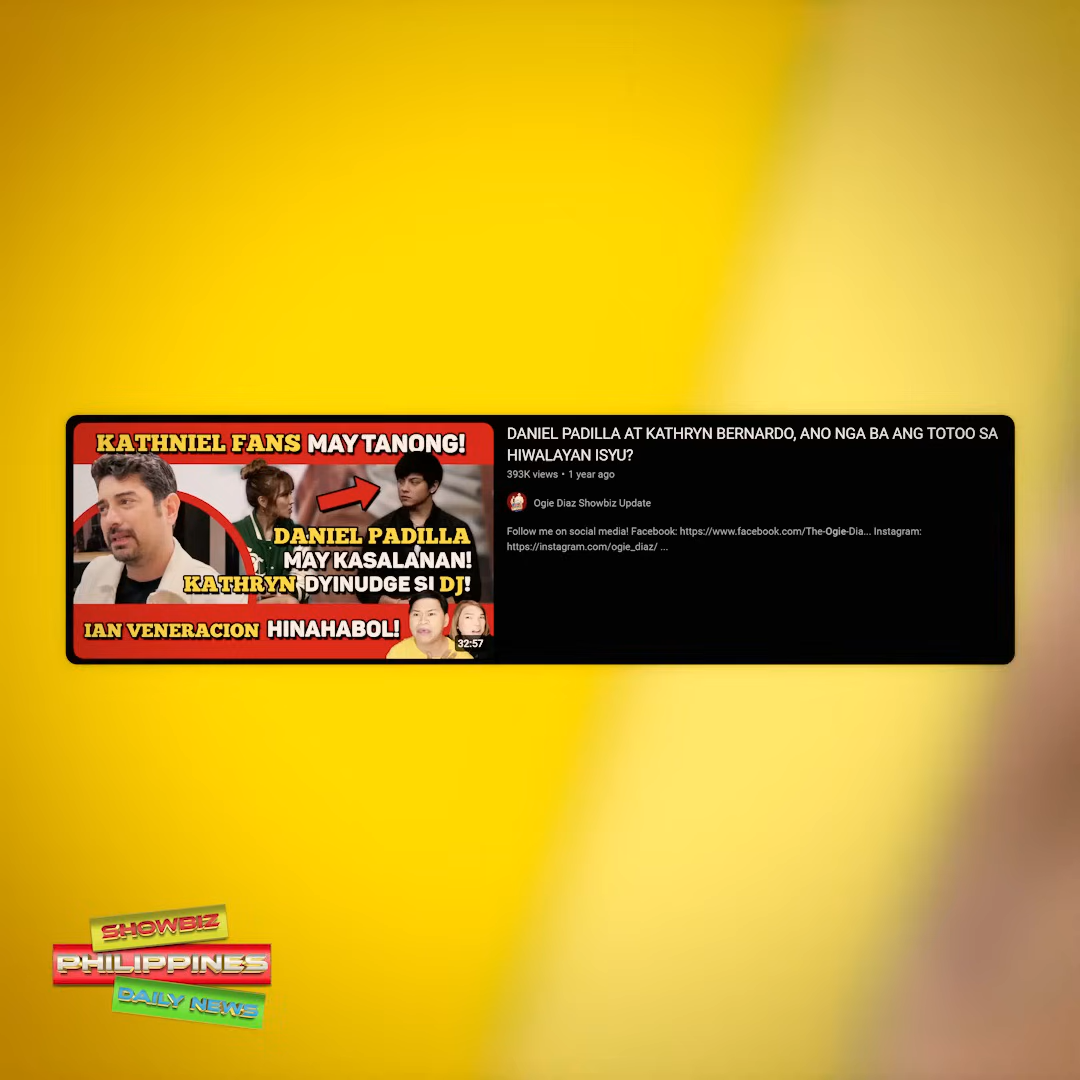 KATHNIEL FANS MAY TANONG!
DANIEL PADILLA
MAY KASALANAN!
KATHRYN DYINUDGE SI DJ!
IAN VENERACION HINAHABOL!
32:57
DANIEL PADILLA AT KATHRYN BERNARDO, ANO NGA BA ANG TOTOO SA
HIWALAYAN ISYU?
393K views • 1 year ago
Ogie Diaz Showbiz Update
Follow me on social media! Facebook: https://www.facebook.com/The-Ogie-Dia... Instagram:
https://instagram.com/ogie_diaz/ ...
SHOWBIZ
PHILIPPINES
DAILY NEWS